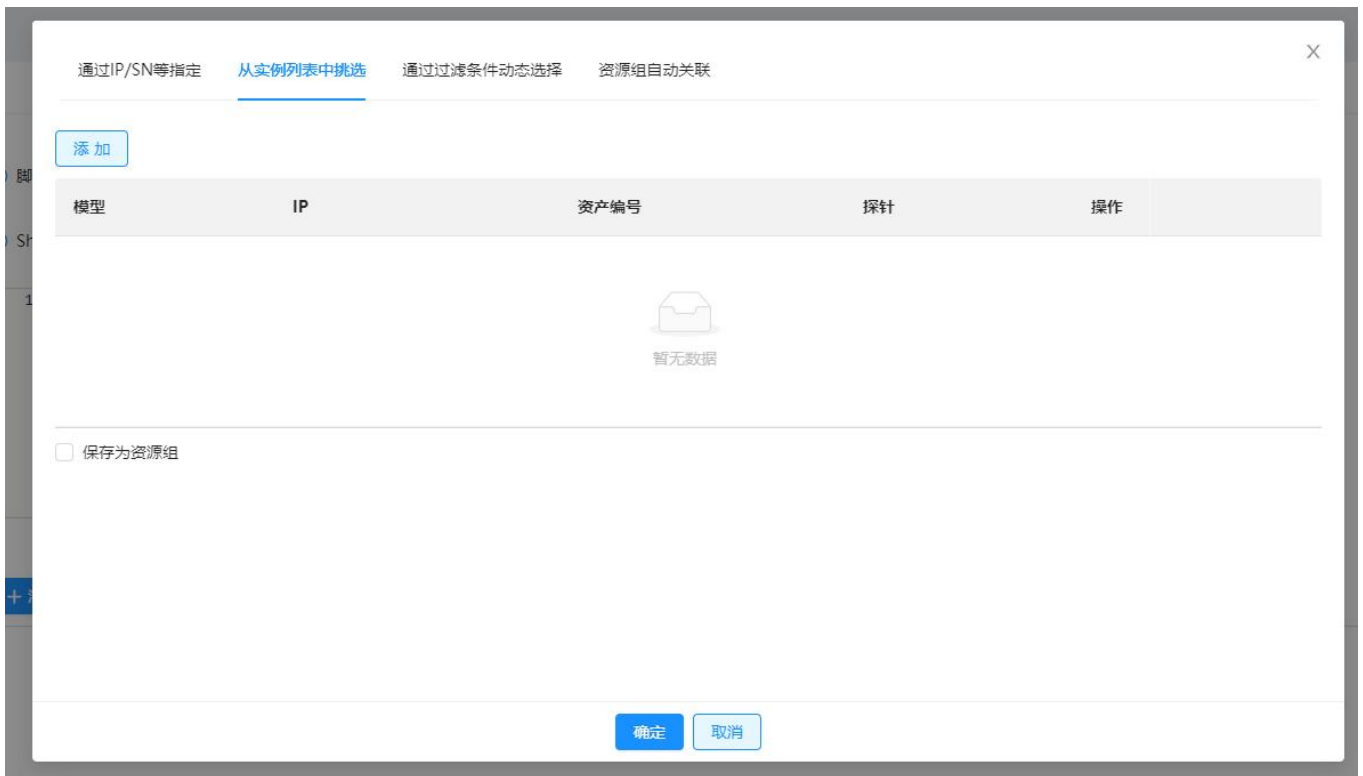 通过IP/SN等指定 从实例列表中挑选 通过过滤条件动态选择 资源组自动关联
添 加
脚
模型 IP 资产编号 探针 操作
Sh
1
暂无数据
保存为资源组
确定 取消